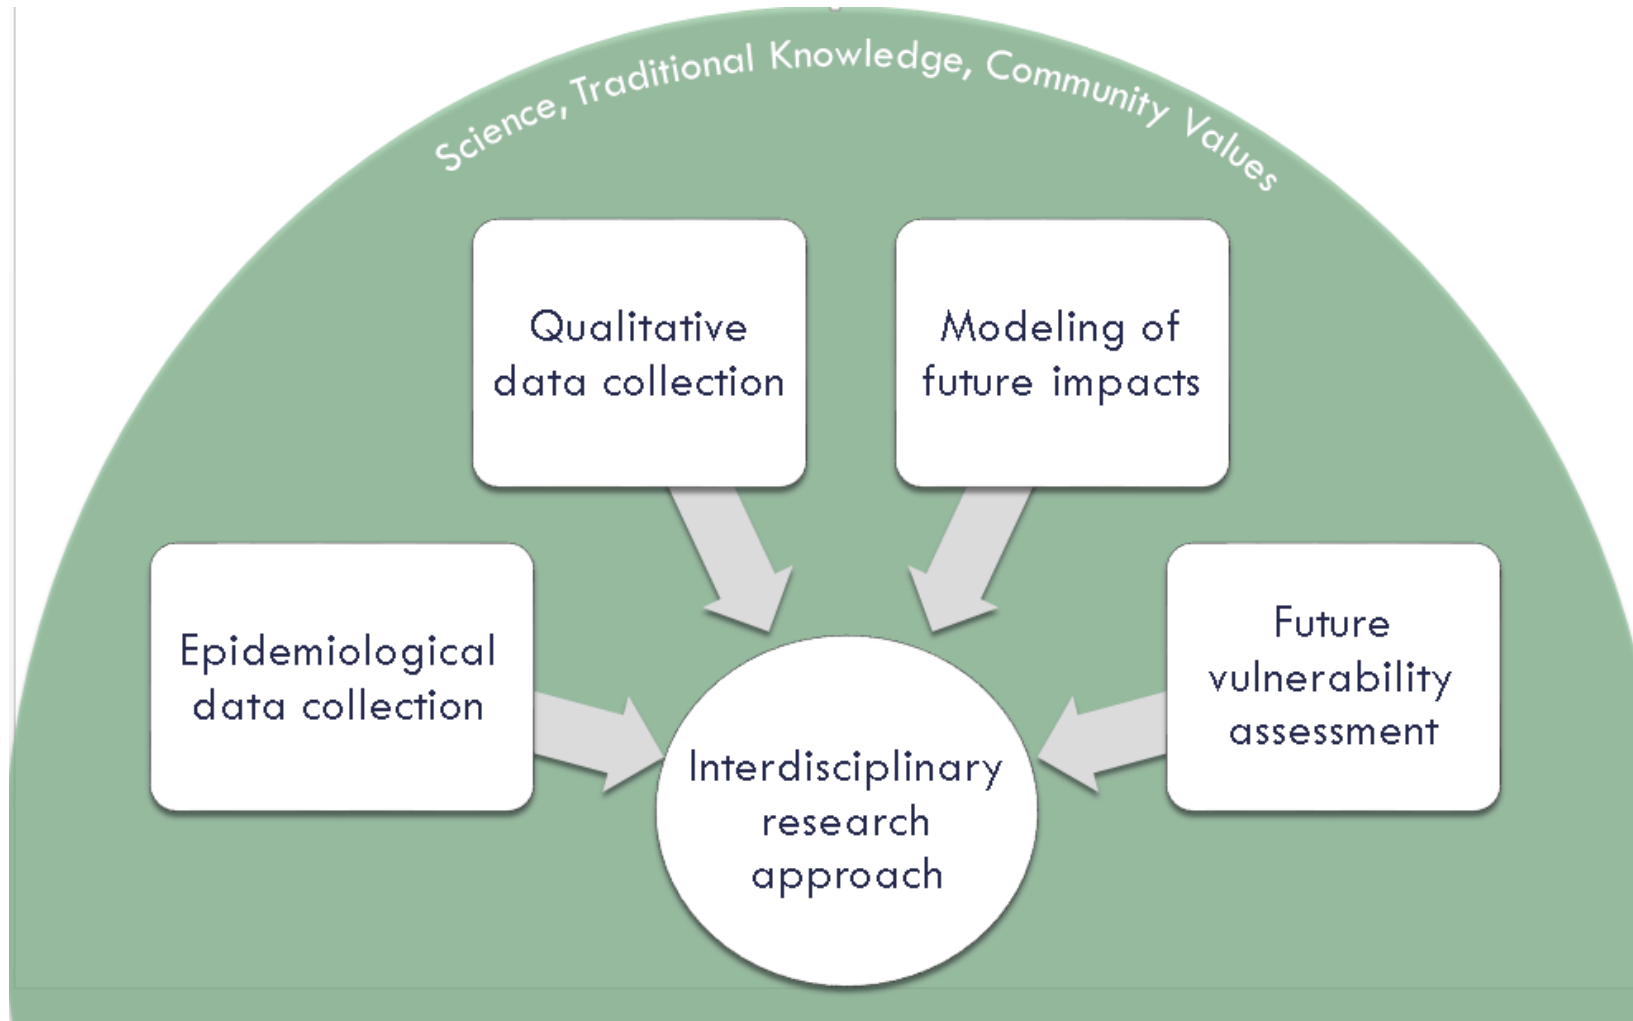 Science, Traditional Knowledge, Community Values
Qualitative
data collection
Modeling of
future impacts
Epidemiological
data collection
Future
vulnerability
assessment
Interdisciplinary
research
approach